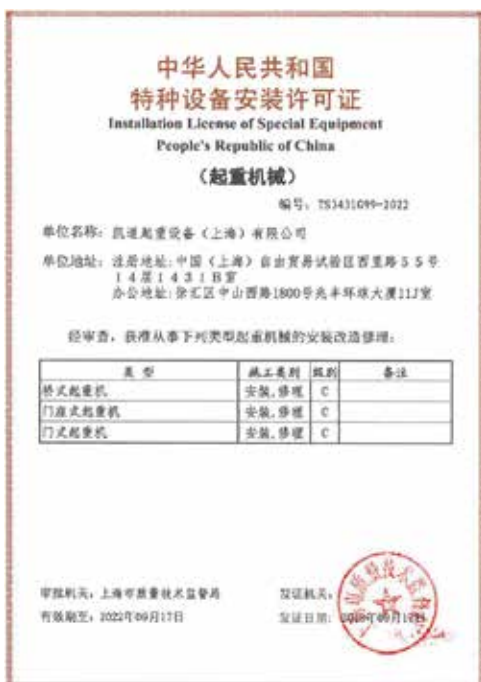 中华人民共和国
特种设备安装许可证
Installation License of Special Equipment
People's Republic of China
(起重机械)
编号: TS3431G99-2022
单位名称: 凯道起重设备(上海)有限公司
单位地址: 注册地址:中国(上海)自由贸易试验区西里路55号
14层1431B室
办公地址:徐汇区中山西路1800号兆丰环球大厦11J室
经审查, 获准从事下列类型起重机械的安装改造修理:
类 型 施工类别 级别 备注
桥式起重机 安装、修理 C
门座式起重机 安装、修理 C
门式起重机 安装、修理 C
审批机关: 上海市质量技术监督局 发证机关:
有效期至: 2022年09月17日 发证日期: